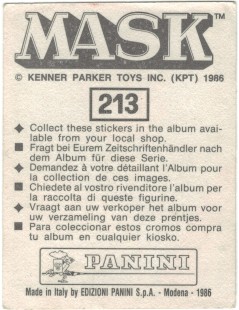 MASK™
© KENNER PARKER TOYS INC. (KPT) 1986
213
Collect these stickers in the album avai-
lable from your local shop.
Fragt bei Eurem Zeitschriftenhändler nach
dem Album für diese Serie.
Demandez à votre détaillant l'Album pour
la collection de ces images.
Chiedete al vostro rivenditore l'album per
la raccolta di queste figurine.
Vraagt aan uw verkoper het album voor
uw verzameling van deze prentjes.
Para coleccionar estos cromos compra
tu album en cualquier kiosko.
PANINI
Made in Italy by EDIZIONI PANINI S.p.A. - Modena - 1986